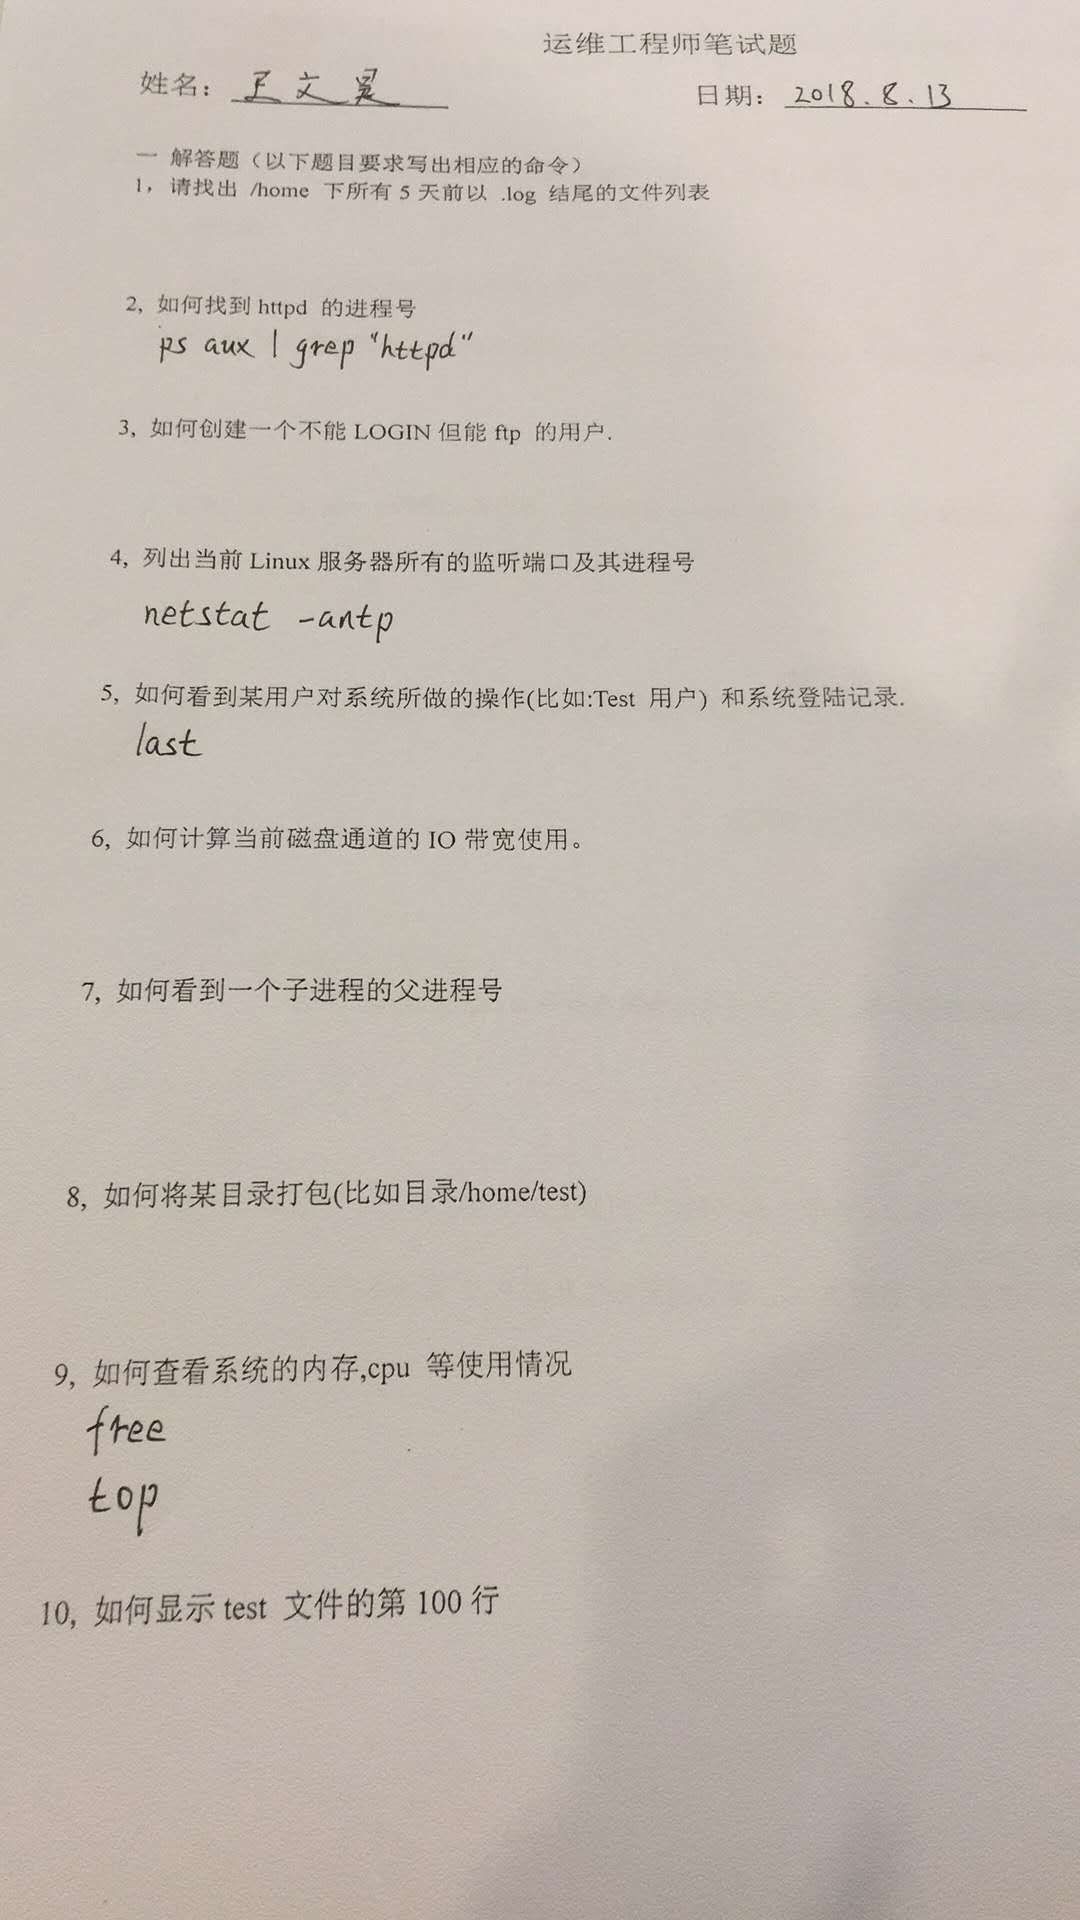 运维工程师笔试题
姓名：王文昊
日期：2018.8.13
一 解答题（以下题目要求写出相应的命令）
1，请找出 /home 下所有 5 天前以 .log 结尾的文件列表
2, 如何找到 httpd 的进程号
ps aux | grep "httpd"
3, 如何创建一个不能 LOGIN 但能 ftp 的用户.
4, 列出当前 Linux 服务器所有的监听端口及其进程号
netstat -antp
5, 如何看到某用户对系统所做的操作(比如:Test 用户) 和系统登陆记录.
last
6, 如何计算当前磁盘通道的 IO 带宽使用。
7, 如何看到一个子进程的父进程号
8, 如何将某目录打包(比如目录/home/test)
9, 如何查看系统的内存,cpu 等使用情况
free
top
10, 如何显示 test 文件的第 100 行